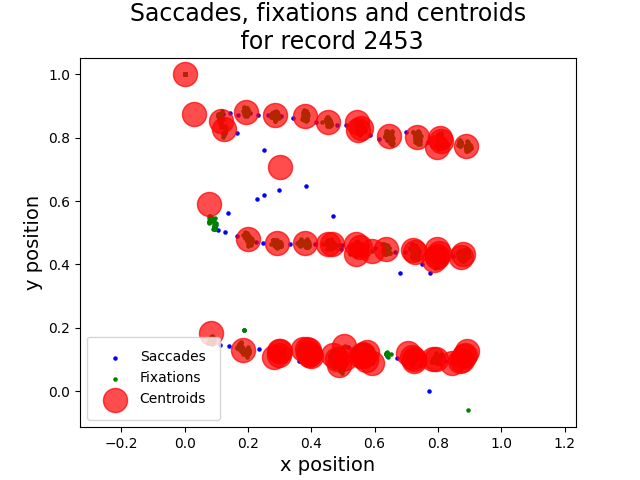 Saccades, fixations and centroids
for record 2453
1.0
0.8
0.6
0.4
0.2
0.0
y position
Saccades
Fixations
Centroids
−0.2
0.0
0.2
0.4
0.6
0.8
1.0
1.2
x position